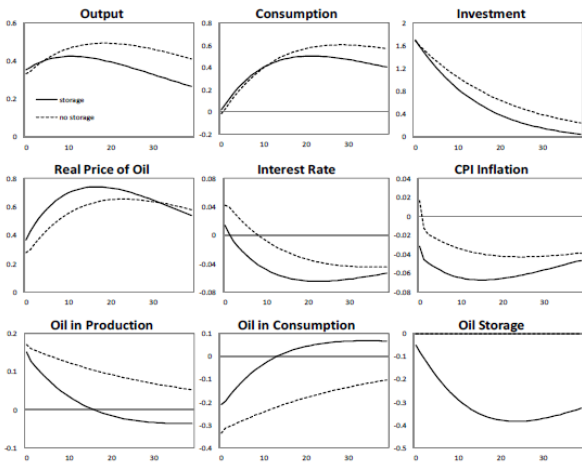 Output
0.6
0.4
0.2
0
storage
no storage
0 10 20 30
Consumption
0.8
0.6
0.4
0.2
0
-0.2
0 10 20 30
Investment
2
1.6
1.2
0.8
0.4
0
0 10 20 30
Real Price of Oil
0.8
0.6
0.4
0.2
0
0 10 20 30
Interest Rate
0.08
0.04
0
-0.04
-0.08
0 10 20 30
CPI Inflation
0.04
0.02
0
-0.02
-0.04
-0.06
-0.08
0 10 20 30
Oil in Production
0.2
0.1
0
-0.1
0 10 20 30
Oil in Consumption
0.1
0
-0.1
-0.2
-0.3
-0.4
0 10 20 30
Oil Storage
0
-0.1
-0.2
-0.3
-0.4
-0.5
0 10 20 30